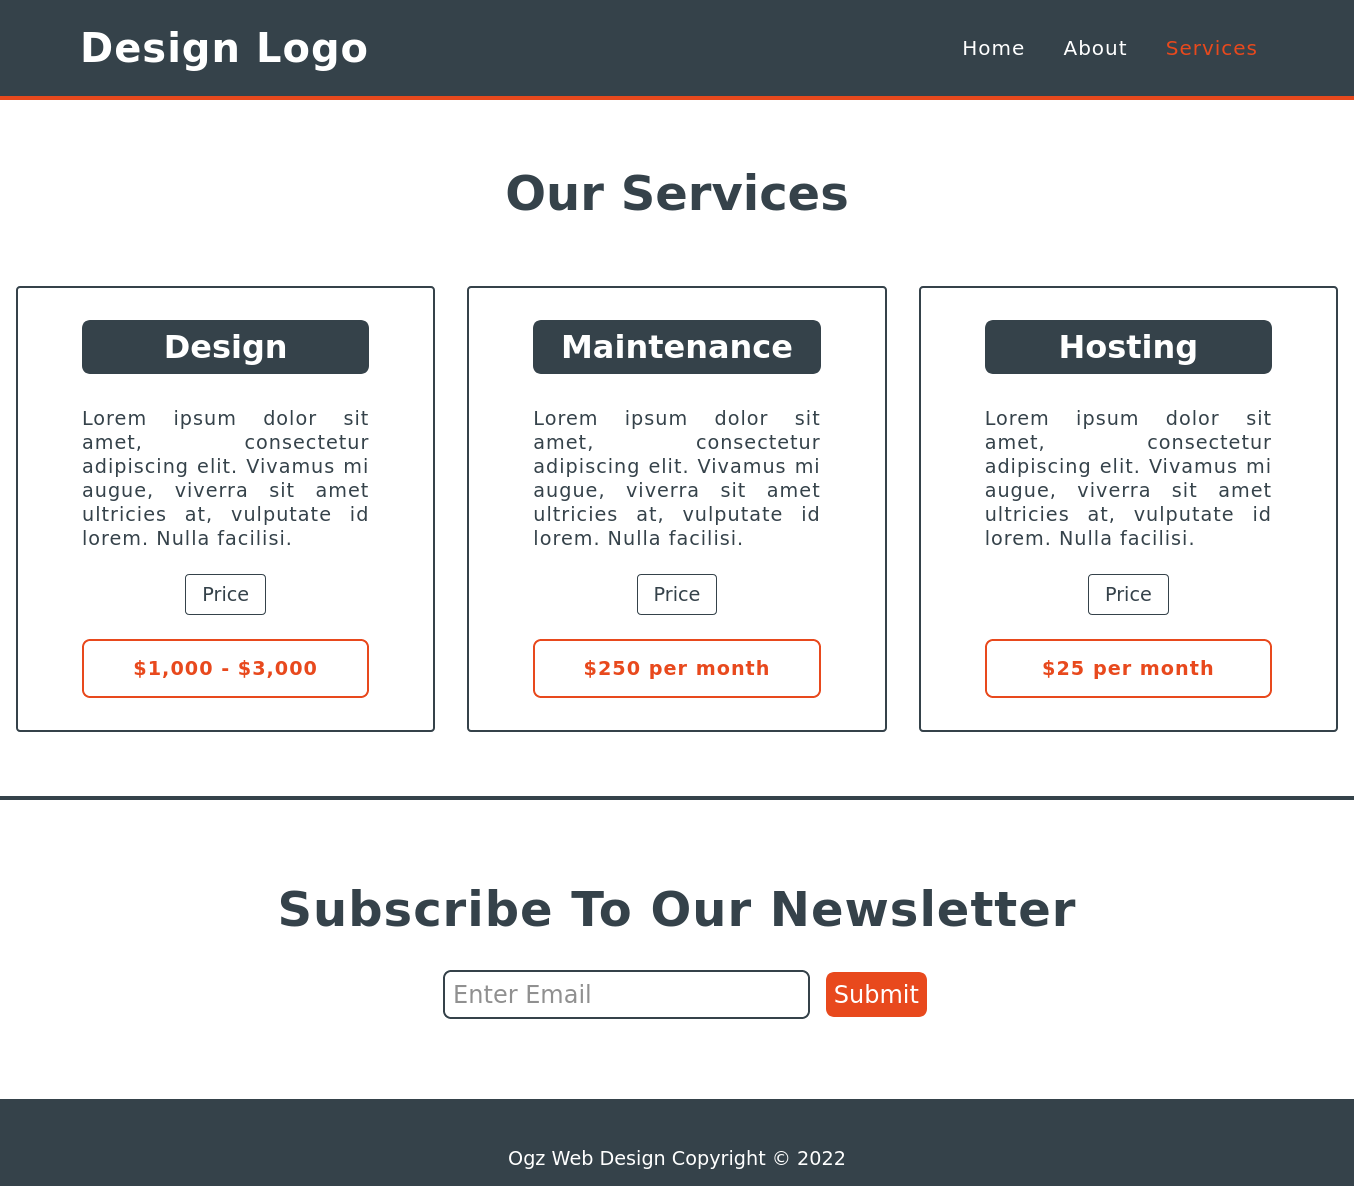 Design Logo
Home About Services
Our Services
Design
Lorem ipsum dolor sit
amet, consectetur
adipiscing elit. Vivamus mi
augue, viverra sit amet
ultricies at, vulputate id
lorem. Nulla facilisi.
Price
$1,000 - $3,000
Maintenance
Lorem ipsum dolor sit
amet, consectetur
adipiscing elit. Vivamus mi
augue, viverra sit amet
ultricies at, vulputate id
lorem. Nulla facilisi.
Price
$250 per month
Hosting
Lorem ipsum dolor sit
amet, consectetur
adipiscing elit. Vivamus mi
augue, viverra sit amet
ultricies at, vulputate id
lorem. Nulla facilisi.
Price
$25 per month
Subscribe To Our Newsletter
Enter Email Submit
Ogz Web Design Copyright © 2022